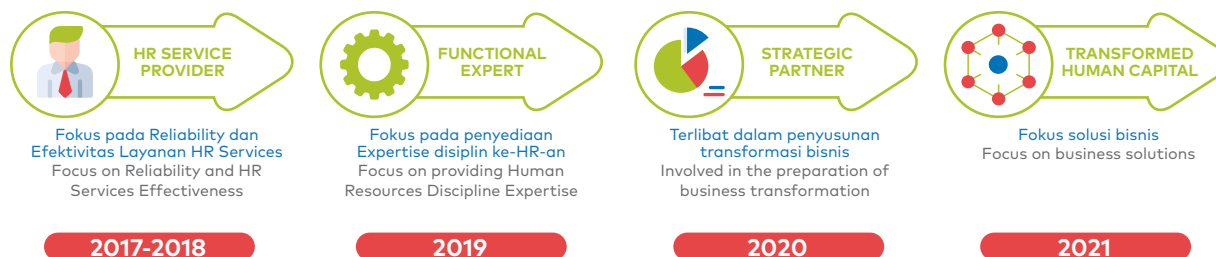 HR SERVICE
PROVIDER
Fokus pada Reliability dan
Efektivitas Layanan HR Services
Focus on Reliability and HR
Services Effectiveness
2017-2018
FUNCTIONAL
EXPERT
Fokus pada penyediaan
Expertise disiplin ke-HR-an
Focus on providing Human
Resources Discipline Expertise
2019
STRATEGIC
PARTNER
Terlibat dalam penyusunan
transformasi bisnis
Involved in the preparation of
business transformation
2020
TRANSFORMED
HUMAN CAPITAL
Fokus solusi bisnis
Focus on business solutions
2021